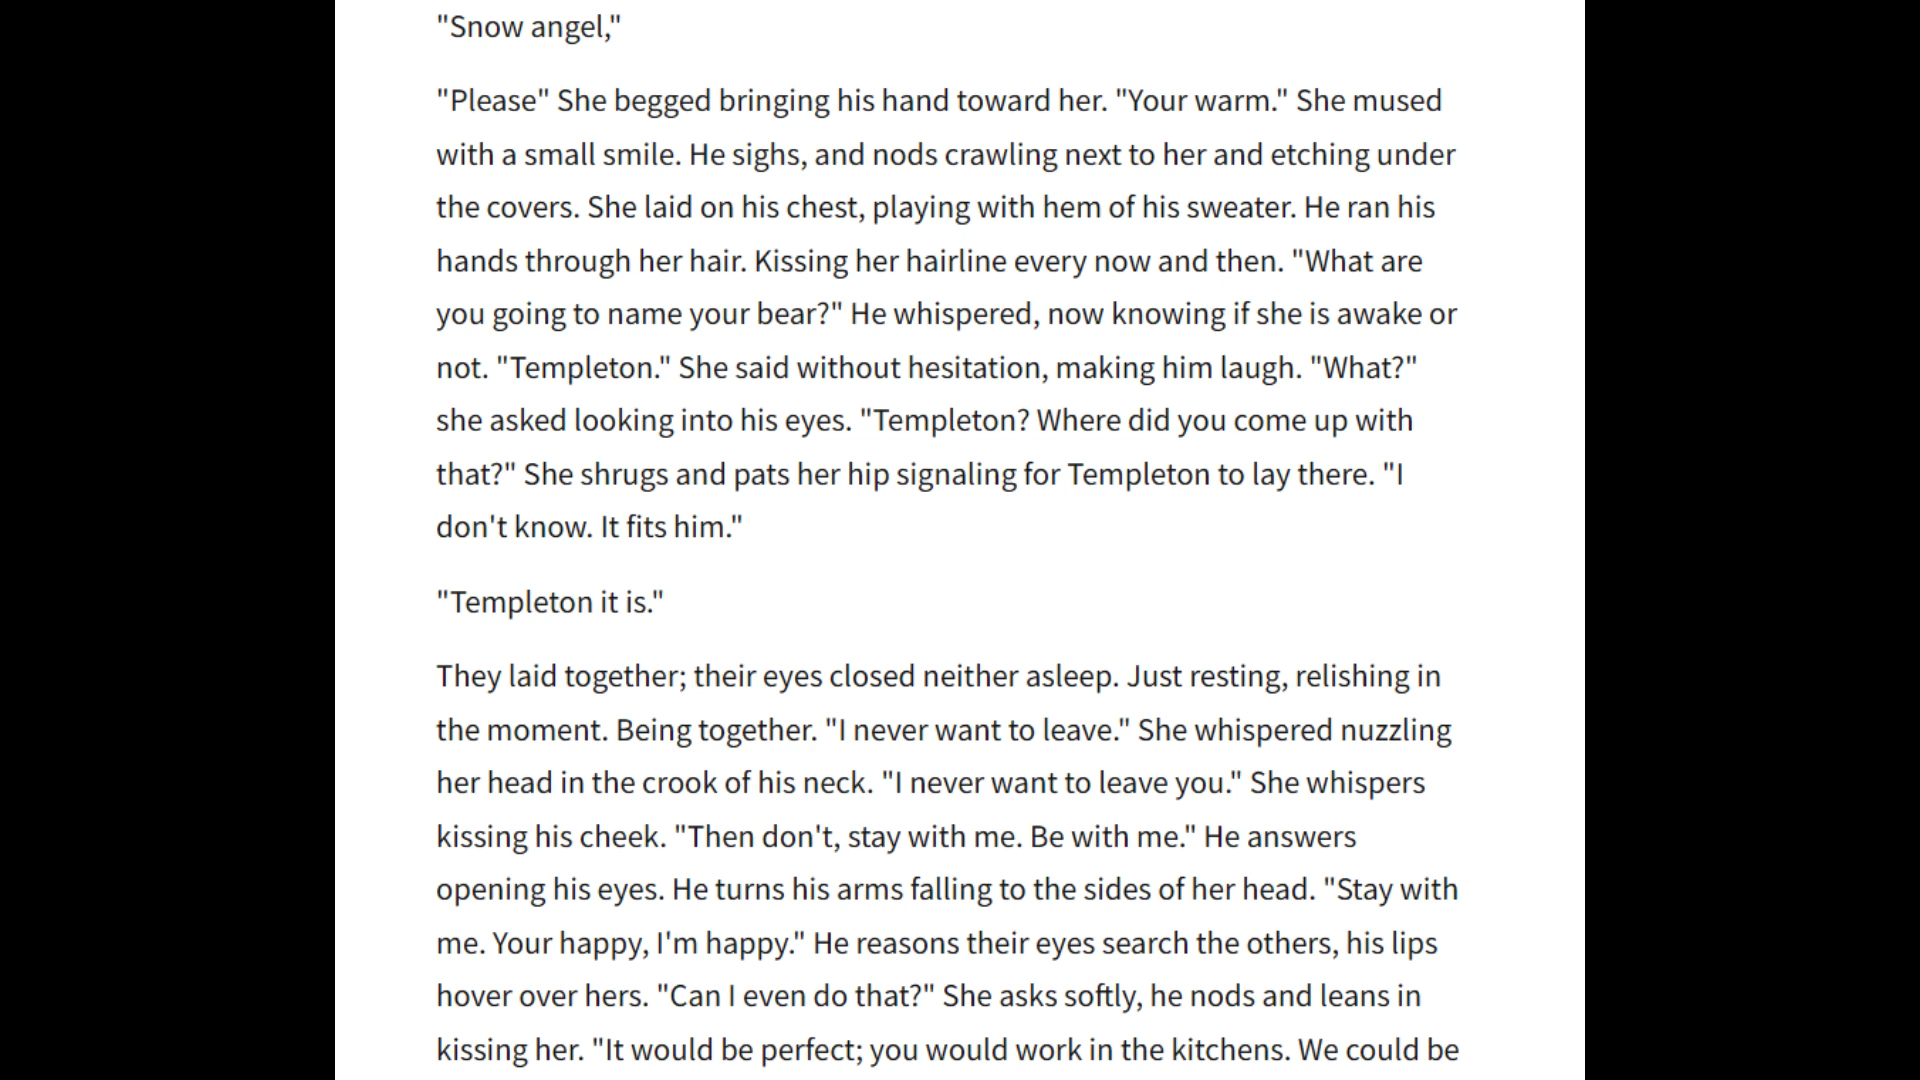 "Snow angel,"
"Please" She begged bringing his hand toward her. "Your warm." She mused
with a small smile. He sighs, and nods crawling next to her and etching under
the covers. She laid on his chest, playing with hem of his sweater. He ran his
hands through her hair. Kissing her hairline every now and then. "What are
you going to name your bear?" He whispered, now knowing if she is awake or
not. "Templeton." She said without hesitation, making him laugh. "What?"
she asked looking into his eyes. "Templeton? Where did you come up with
that?" She shrugs and pats her hip signaling for Templeton to lay there. "I
don't know. It fits him."
"Templeton it is."
They laid together; their eyes closed neither asleep. Just resting, relishing in
the moment. Being together. "I never want to leave." She whispered nuzzling
her head in the crook of his neck. "I never want to leave you." She whispers
kissing his cheek. "Then don't, stay with me. Be with me." He answers
opening his eyes. He turns his arms falling to the sides of her head. "Stay with
me. Your happy, I'm happy." He reasons their eyes search the others, his lips
hover over hers. "Can I even do that?" She asks softly, he nods and leans in
kissing her. "It would be perfect; you would work in the kitchens. We could be